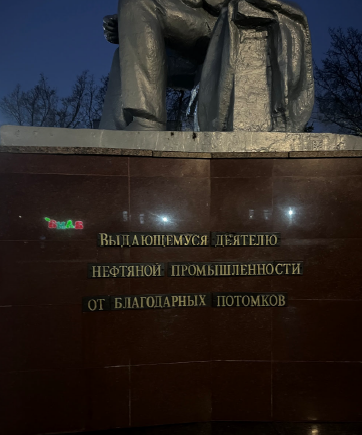 Выдающемуся деятелю
нефтяной промышленности
от благодарных потомков